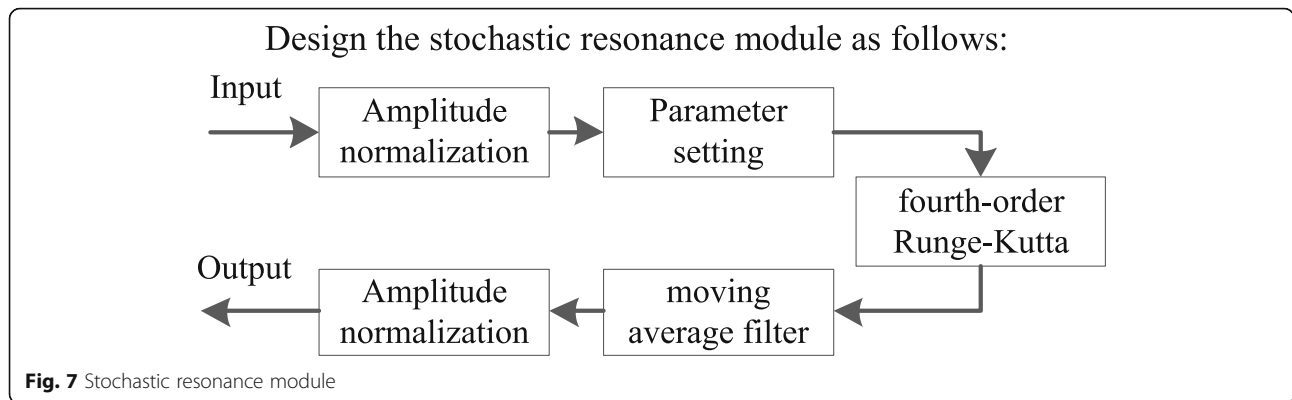 Design the stochastic resonance module as follows:
Input
Amplitude
normalization
Parameter
setting
fourth-order
Runge-Kutta
moving
average filter
Amplitude
normalization
Output
Fig. 7 Stochastic resonance module